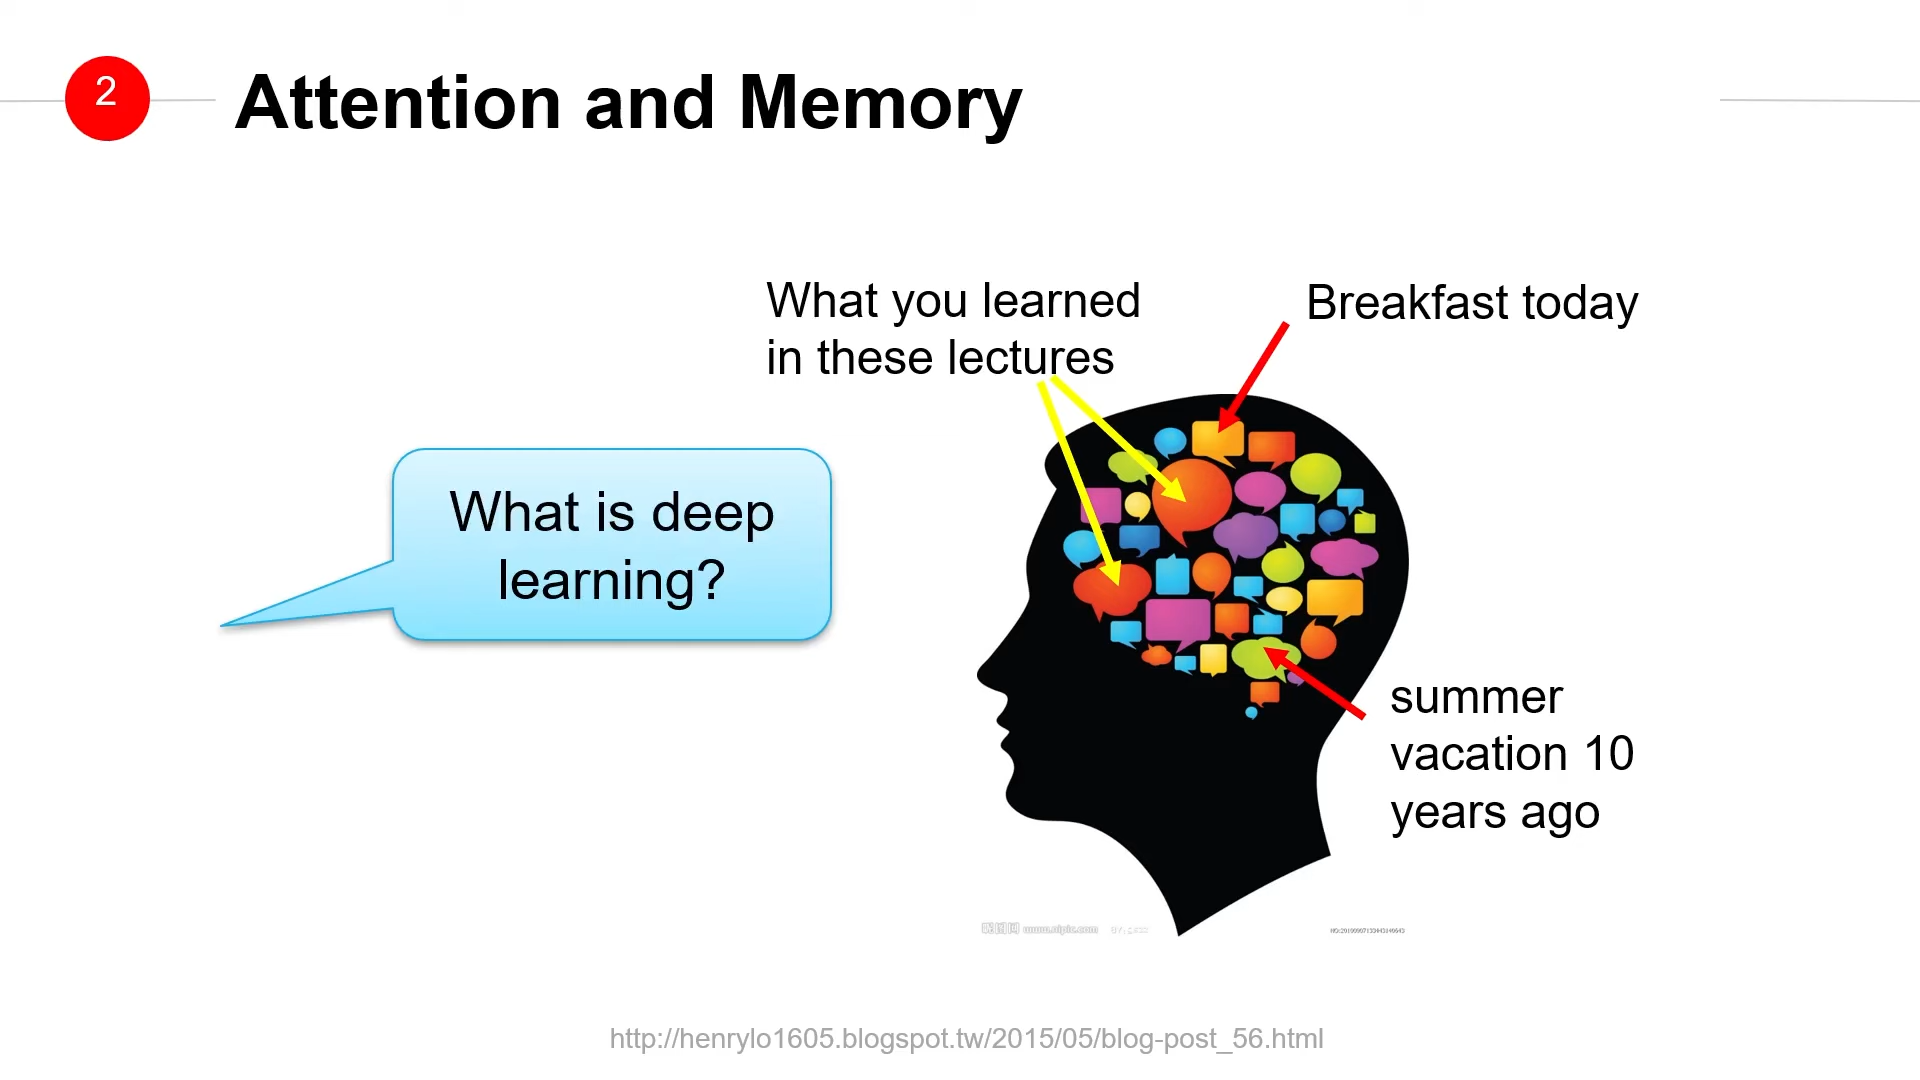 2
Attention and Memory
What you learned
in these lectures
Breakfast today
What is deep
learning?
summer
vacation 10
years ago
http://henrylo1605.blogspot.tw/2015/05/blog-post_56.html